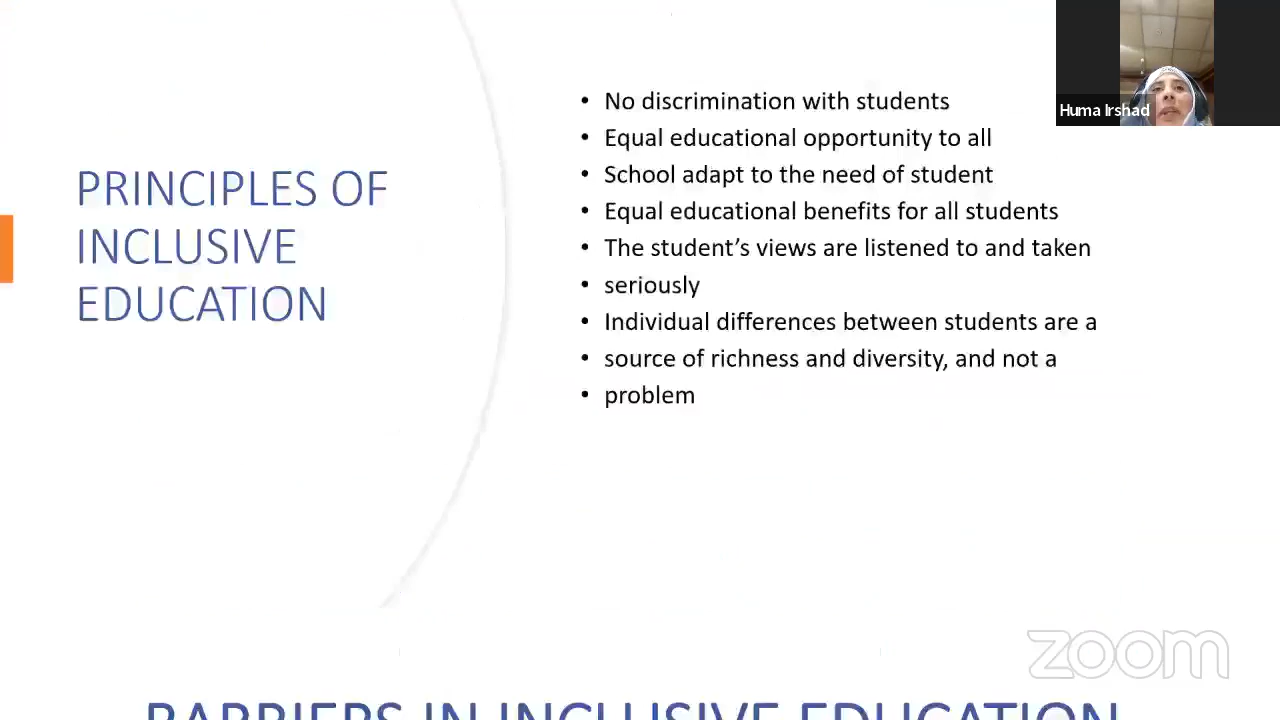 PRINCIPLES OF
INCLUSIVE
EDUCATION
• No discrimination with students
• Equal educational opportunity to all
• School adapt to the need of student
• Equal educational benefits for all students
• The student’s views are listened to and taken
• seriously
• Individual differences between students are a
• source of richness and diversity, and not a
• problem
Huma Irshad
zoom
BARRIERS IN INCLUSIVE EDUCATION